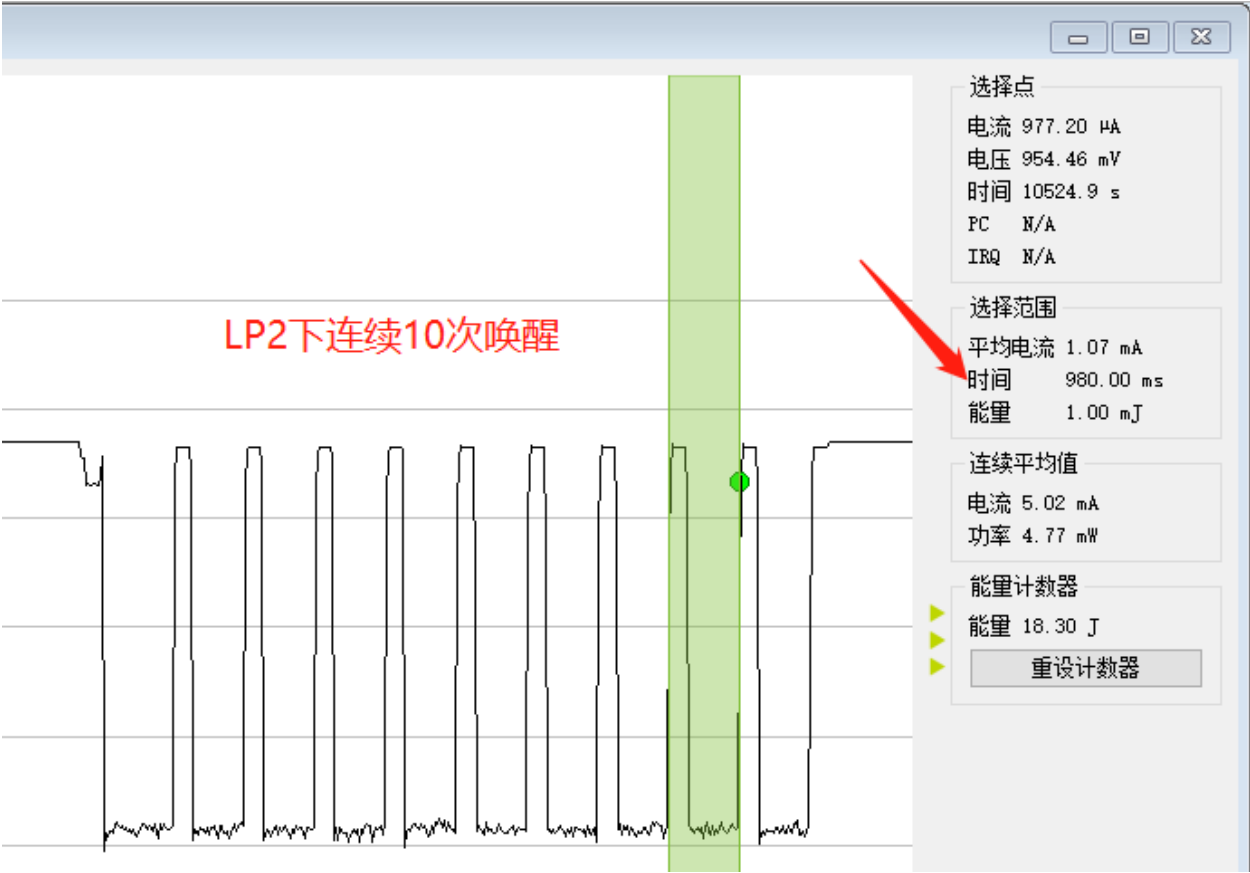 选择点
电流 977.20 μA
电压 954.46 mV
时间 10524.9 s
PC N/A
IRQ N/A
LP2下连续10次唤醒
选择范围
平均电流 1.07 mA
时间 980.00 ms
能量 1.00 mJ
连续平均值
电流 5.02 mA
功率 4.77 mW
能量计数器
能量 18.30 J
重设计数器